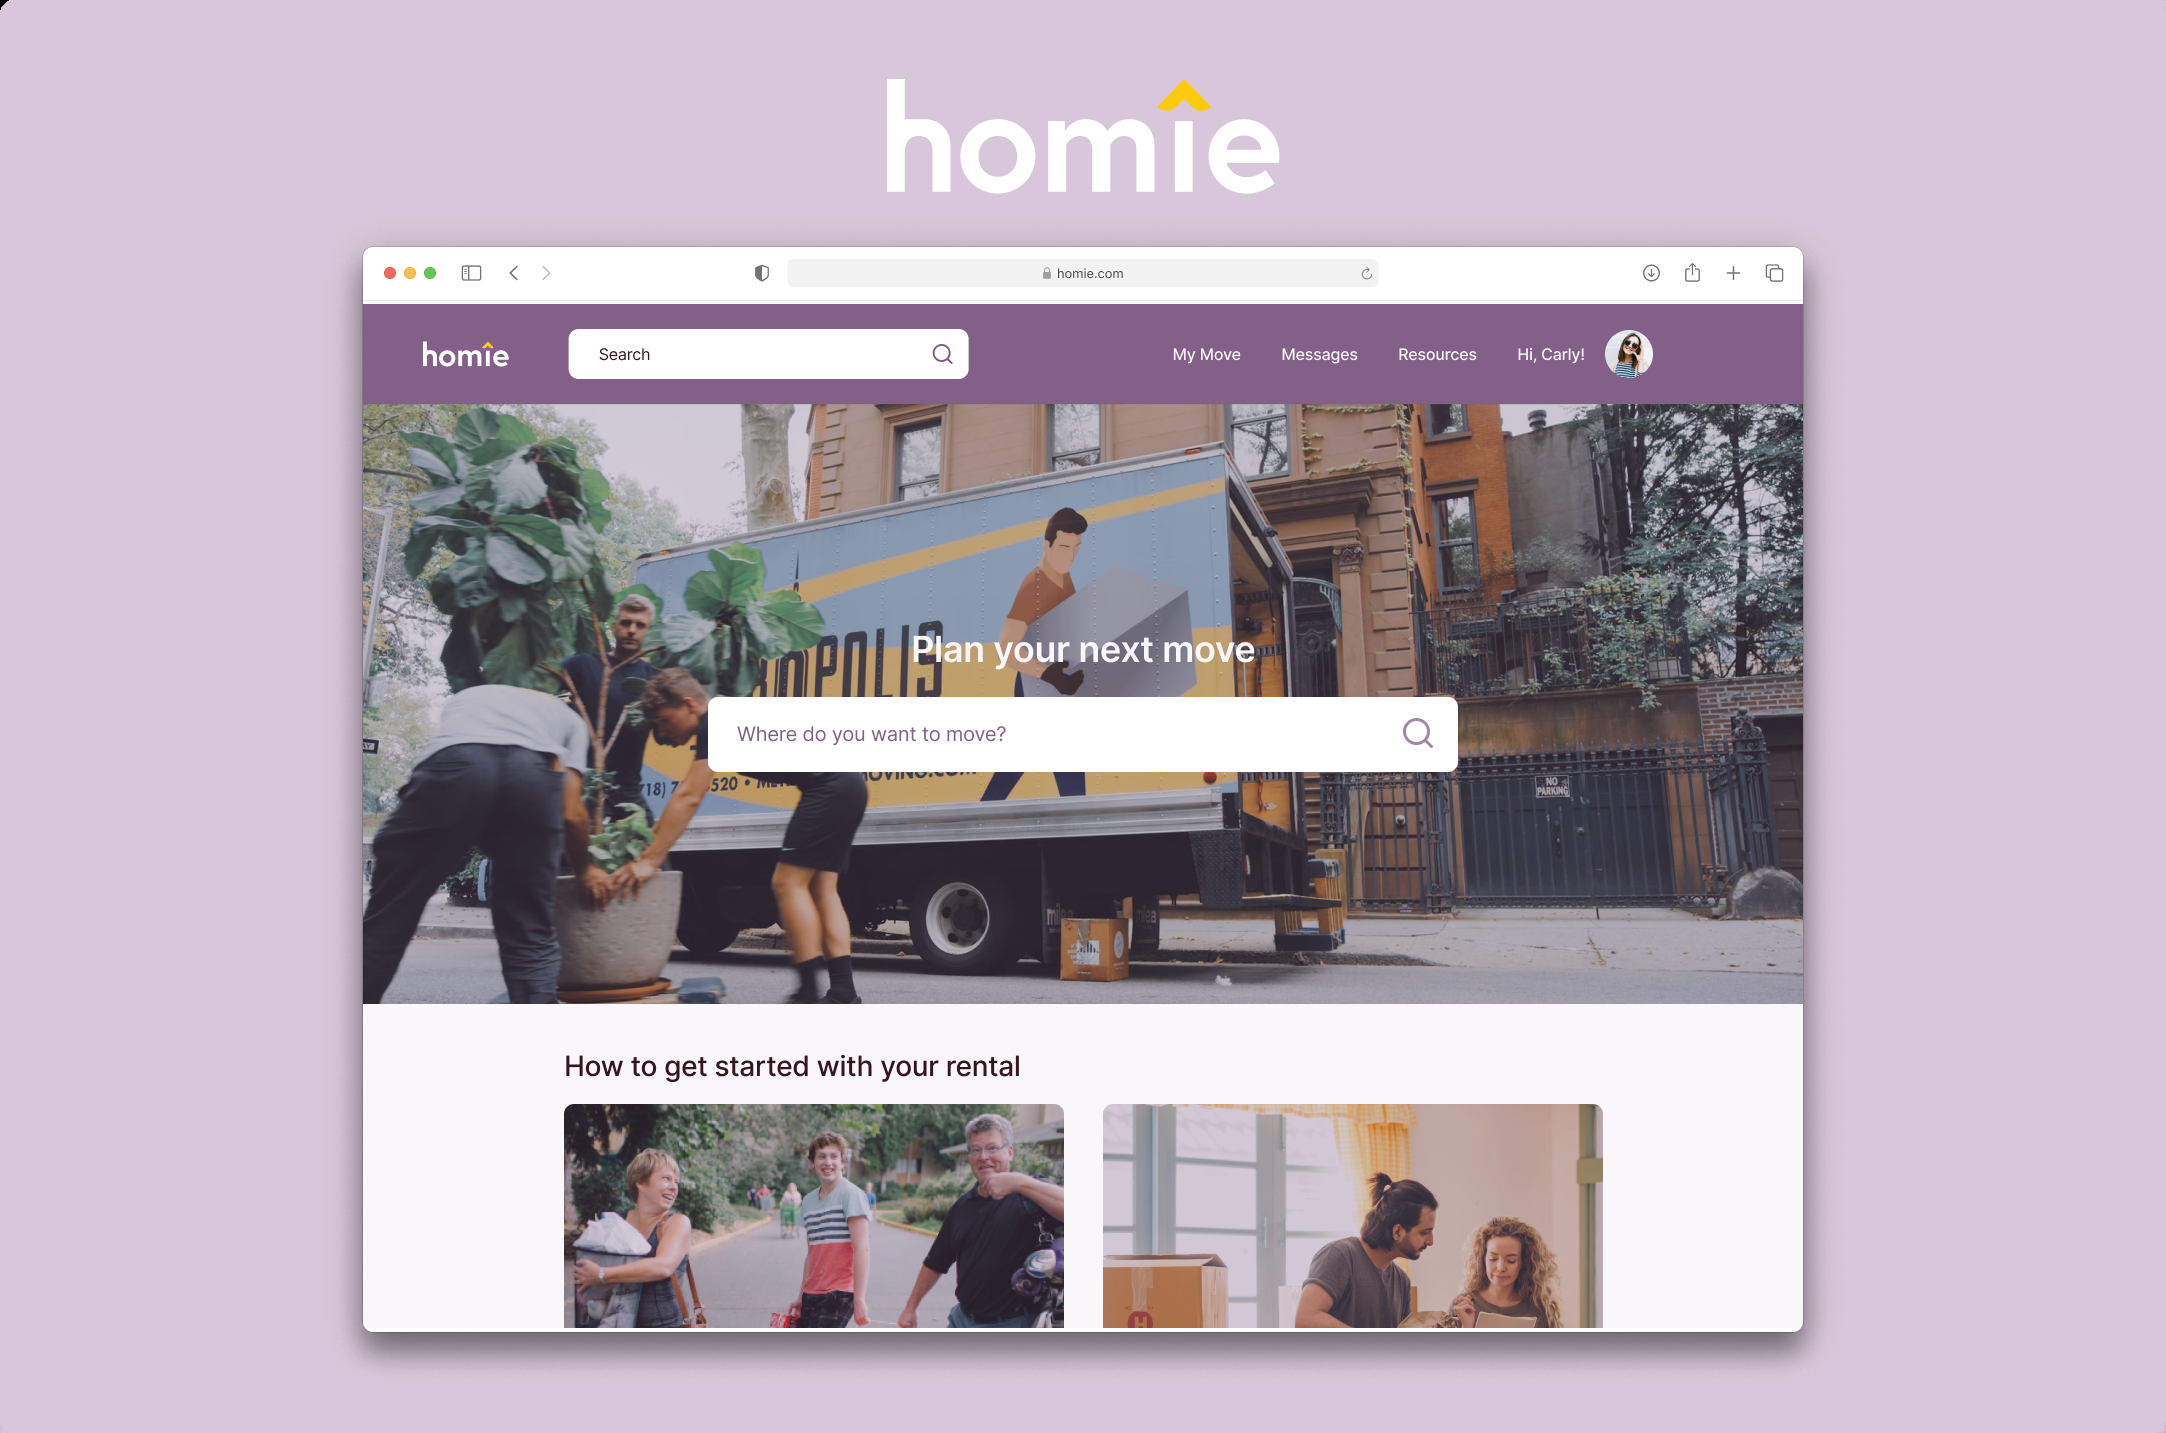 homie
homie.com
homie
Search
My Move
Messages
Resources
Hi, Carly!
POLIS
Plan your next move
Where do you want to move?
NO
PARKING
How to get started with your rental
H